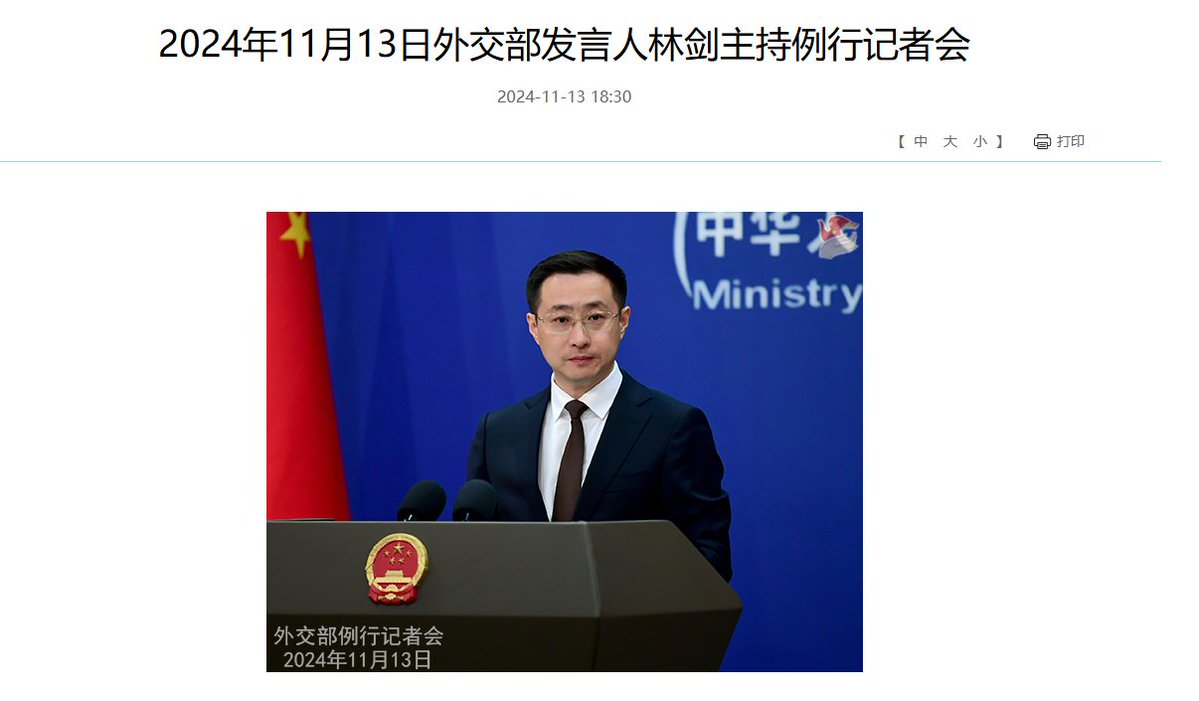 2024年11月13日外交部发言人林剑主持例行记者会
2024-11-13 18:30
【 中 大 小 】 打印
中华人
Ministry
外交部例行记者会
2024年11月13日